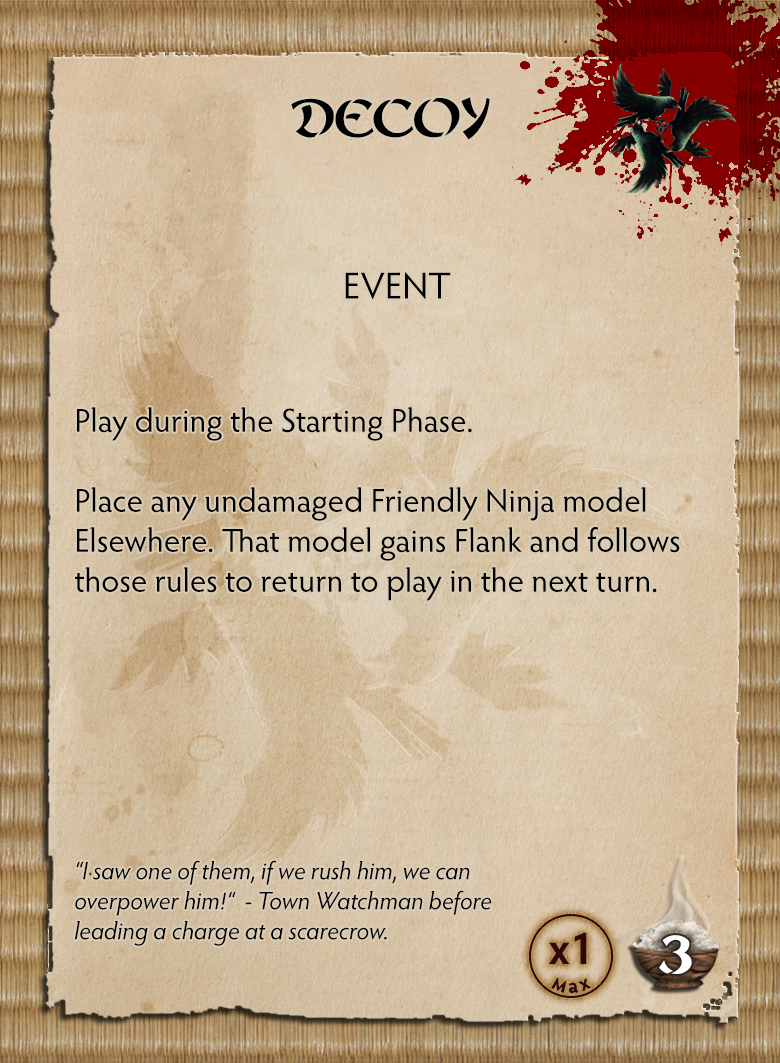 DECOY
EVENT
Play during the Starting Phase.
Place any undamaged Friendly Ninja model
Elsewhere. That model gains Flank and follows
those rules to return to play in the next turn.
“I saw one of them, if we rush him, we can
overpower him!“ - Town Watchman before
leading a charge at a scarecrow.
x1
Max
3